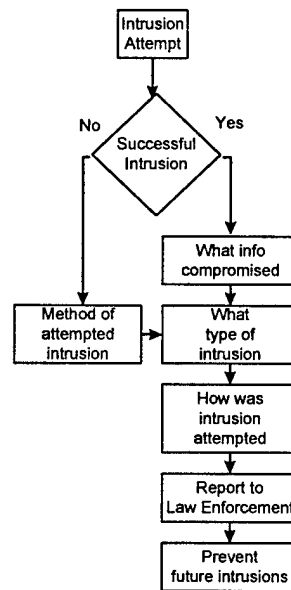 Intrusion
Attempt
No
Yes
Successful
Intrusion
What info
compromised
Method of
attempted
intrusion
What
type of
intrusion
How was
intrusion
attempted
Report to
Law Enforcement
Prevent
future intrusions